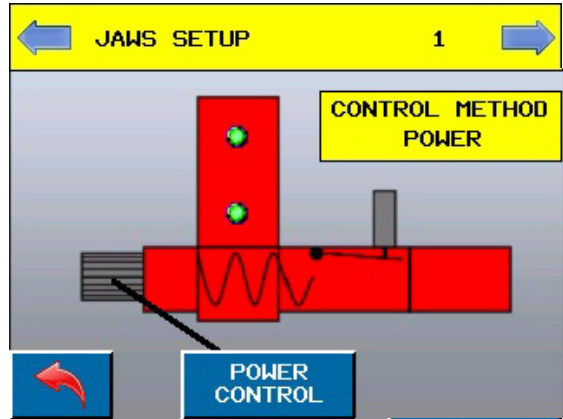 JAWS SETUP 1
CONTROL METHOD
POWER
POWER
CONTROL